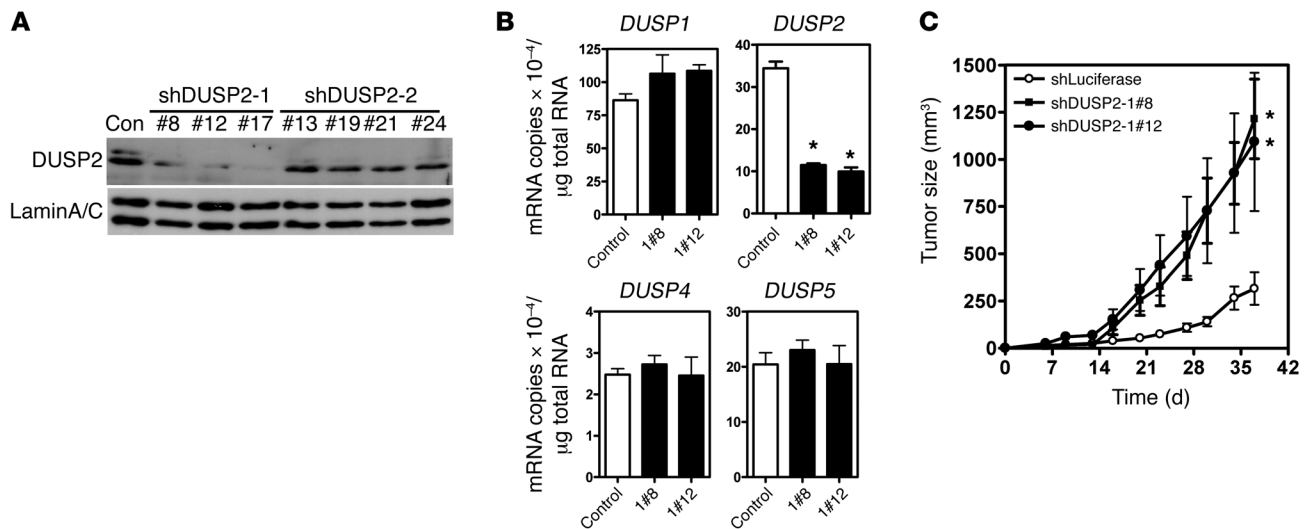 A
shDUSP2-1 shDUSP2-2
Con #8 #12 #17 #13 #19 #21 #24
DUSP2
LaminA/C
B
DUSP1 DUSP2
mRNA copies × 10⁻⁴/
µg total RNA
125
100
75
50
25
0
Control 1#8 1#12
40
30
20
10
0
* *
Control 1#8 1#12
DUSP4 DUSP5
mRNA copies × 10⁻⁴/
µg total RNA
4
3
2
1
0
Control 1#8 1#12
30
20
10
0
Control 1#8 1#12
C
Tumor size (mm³)
1500
1250
1000
750
500
250
0
shLuciferase
shDUSP2-1#8
shDUSP2-1#12
*
*
0 7 14 21 28 35 42
Time (d)